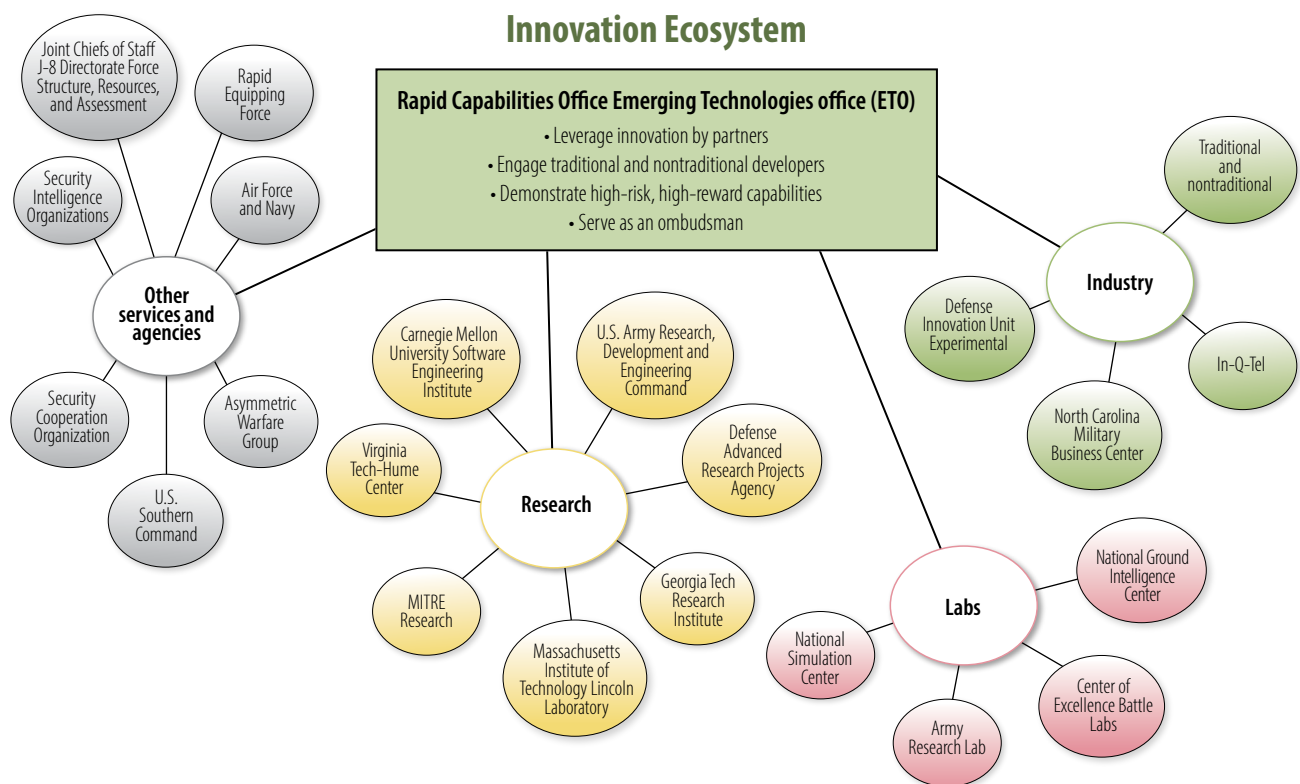 Innovation Ecosystem
Rapid Capabilities Office Emerging Technologies office (ETO)
• Leverage innovation by partners
• Engage traditional and nontraditional developers
• Demonstrate high-risk, high-reward capabilities
• Serve as an ombudsman
Joint Chiefs of Staff
J-8 Directorate Force
Structure, Resources,
and Assessment
Rapid
Equipping
Force
Security
Intelligence
Organizations
Air Force
and Navy
Other
services and
agencies
Security
Cooperation
Organization
Asymmetric
Warfare
Group
U.S.
Southern
Command
Carnegie Mellon
University Software
Engineering
Institute
U.S. Army Research,
Development and
Engineering
Command
Virginia
Tech-Hume
Center
Defense
Advanced
Research Projects
Agency
Research
MITRE
Research
Georgia Tech
Research
Institute
Massachusetts
Institute of
Technology Lincoln
Laboratory
Traditional
and
nontraditional
Industry
Defense
Innovation Unit
Experimental
In-Q-Tel
North Carolina
Military
Business Center
National Ground
Intelligence
Center
Labs
National
Simulation
Center
Center of
Excellence Battle
Labs
Army
Research Lab